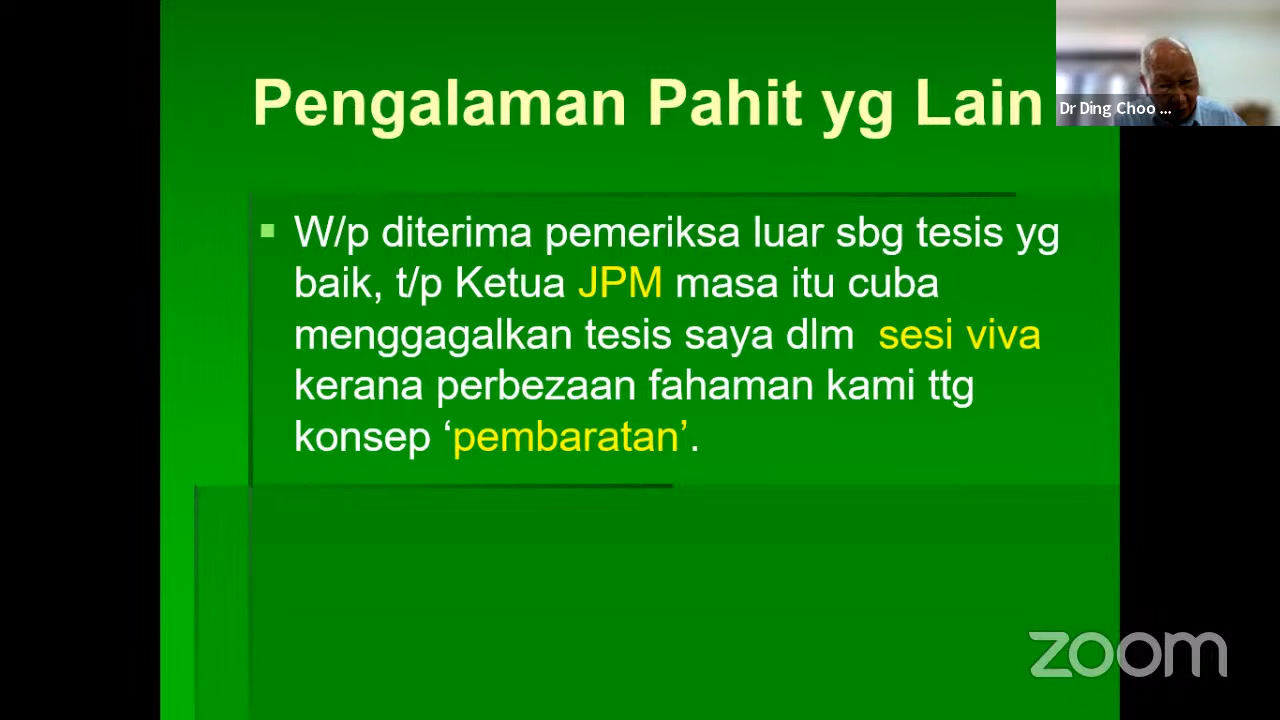 Pengalaman Pahit yg Lain
Dr Ding Choo ...
W/p diterima pemeriksa luar sbg tesis yg
baik, t/p Ketua JPM masa itu cuba
menggagalkan tesis saya dlm sesi viva
kerana perbezaan fahaman kami ttg
konsep ‘pembaratan’.
zoom